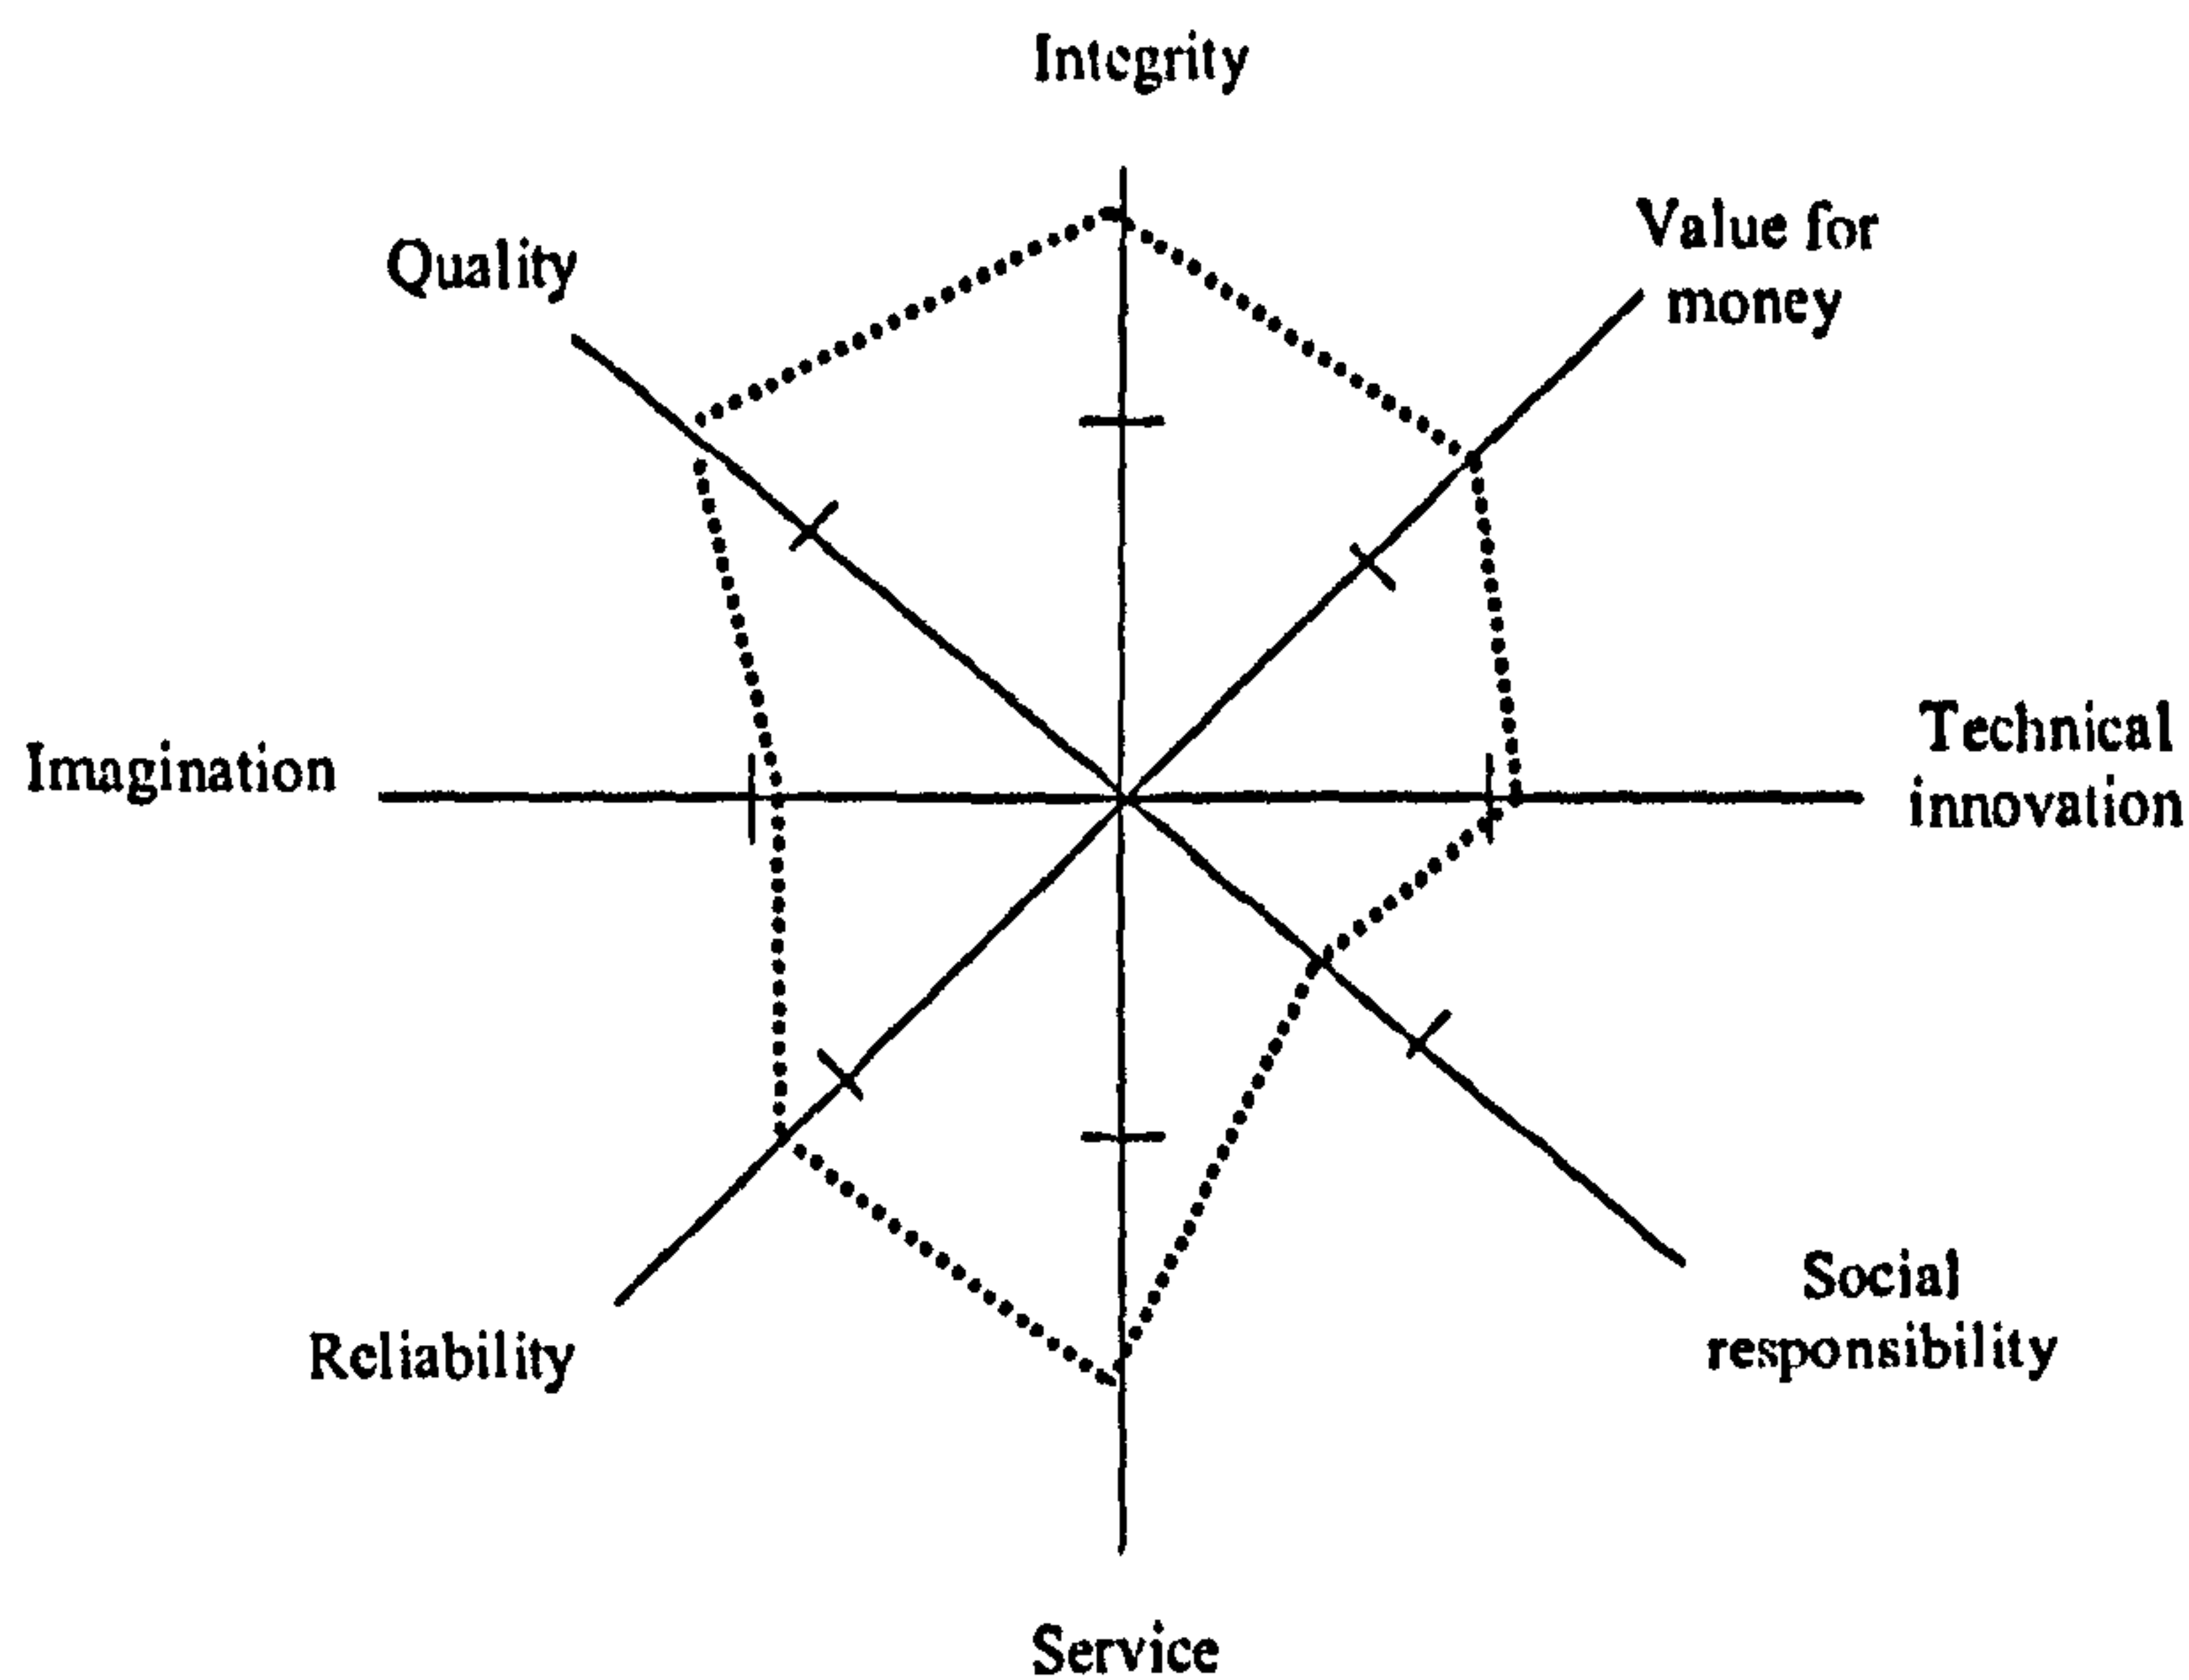 Integrity
Value for
money
Quality
Technical
innovation
Imagination
Social
responsibility
Reliability
Service